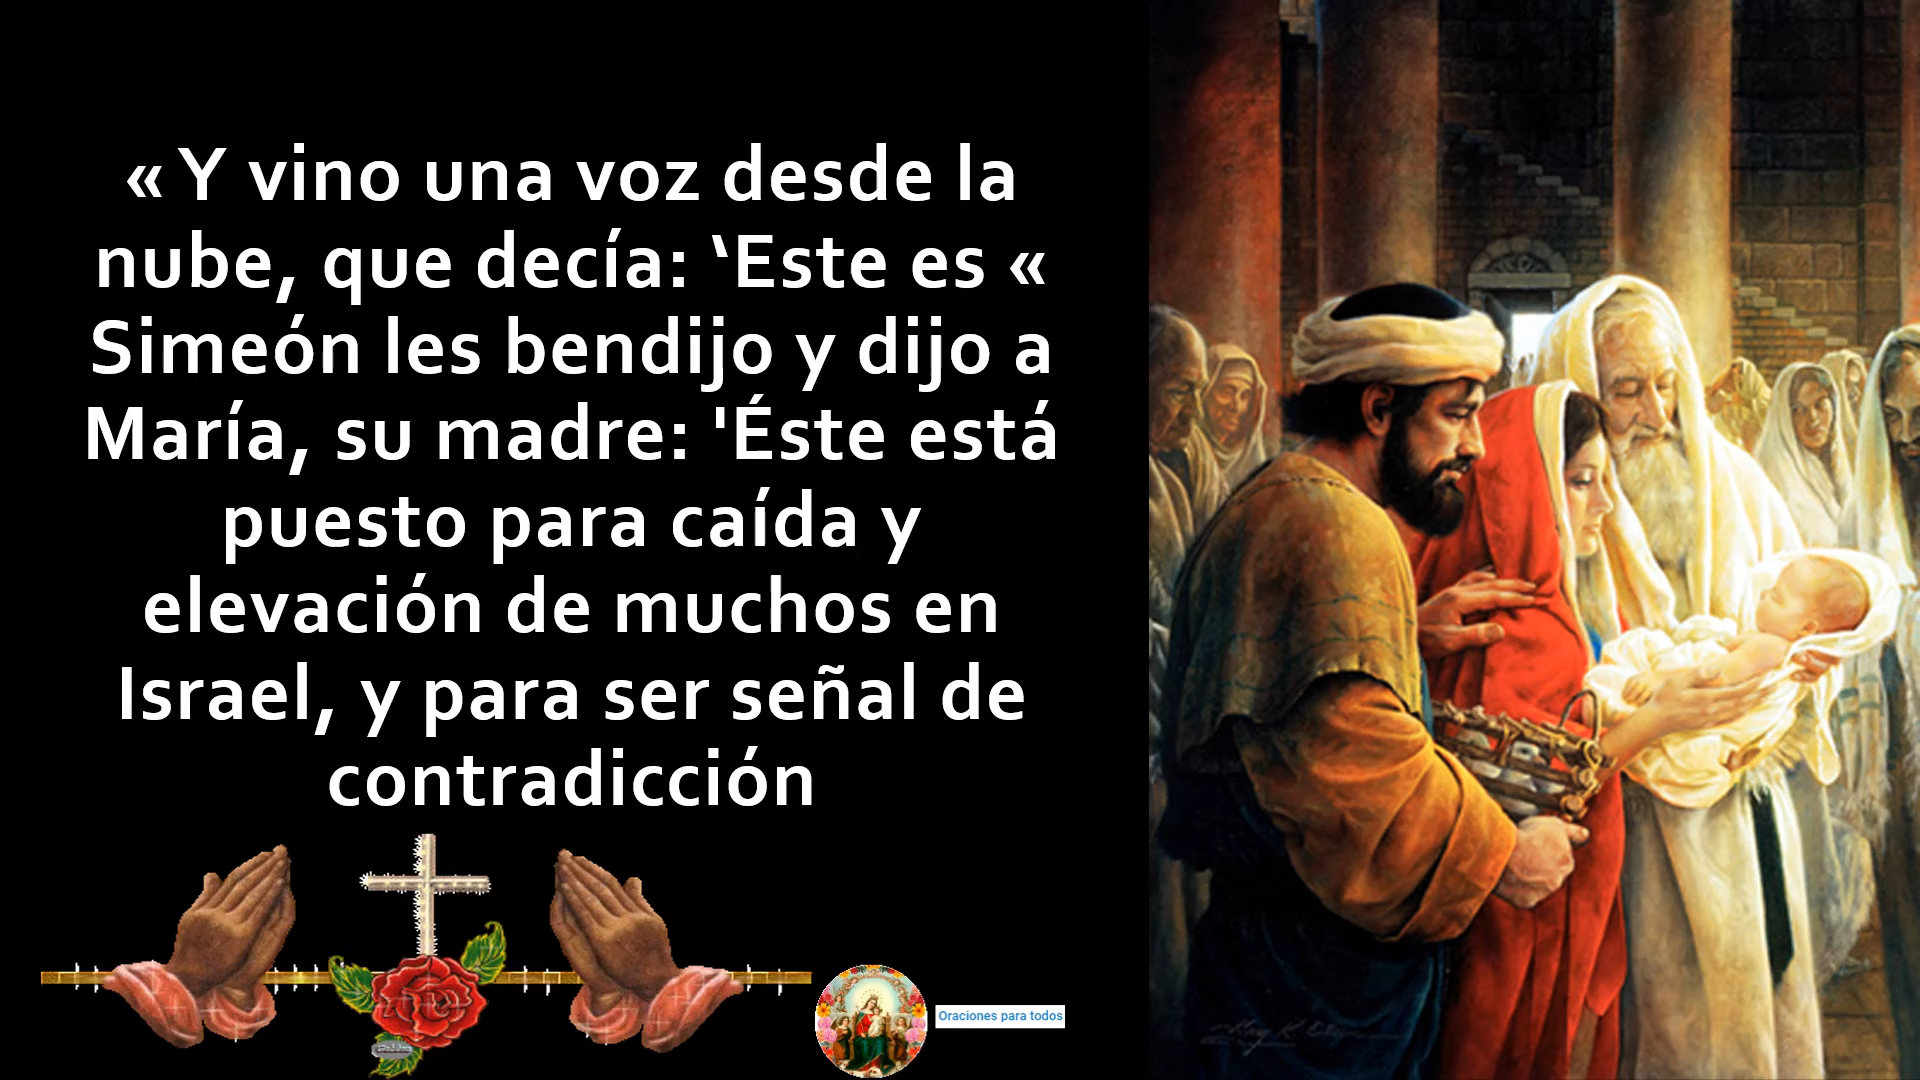 « Y vino una voz desde la
nube, que decía: ‘Este es «
Simeón les bendijo y dijo a
María, su madre: 'Éste está
puesto para caída y
elevación de muchos en
Israel, y para ser señal de
contradicción
Oraciones para todos